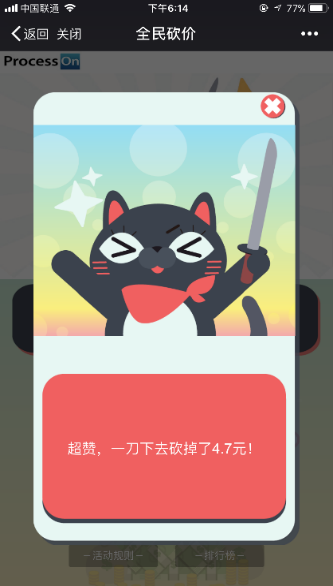 中国联通 下午6:14 77%
返回 关闭 全民砍价
ProcessOn
超赞，一刀下去砍掉了4.7元！
－活动规则－ －排行榜－